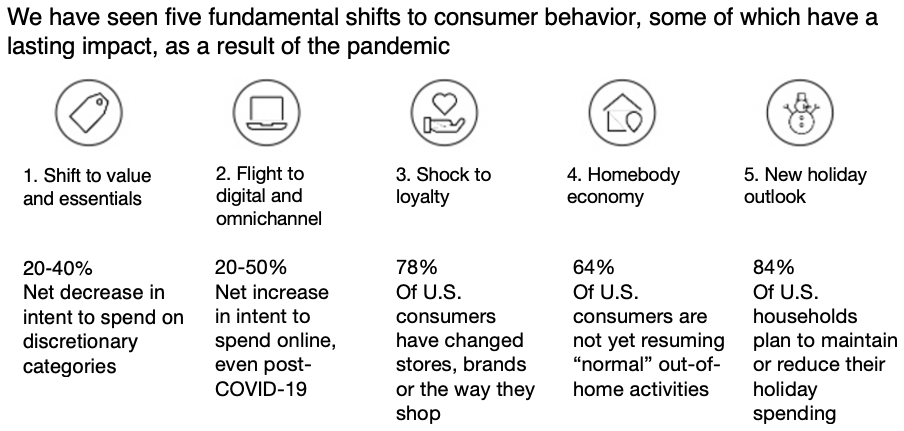 We have seen five fundamental shifts to consumer behavior, some of which have a
lasting impact, as a result of the pandemic
1. Shift to value
and essentials
2. Flight to
digital and
omnichannel
3. Shock to
loyalty
4. Homebody
economy
5. New holiday
outlook
20-40%
Net decrease in
intent to spend on
discretionary
categories
20-50%
Net increase
in intent to
spend online,
even post-
COVID-19
78%
Of U.S.
consumers
have changed
stores, brands
or the way they
shop
64%
Of U.S.
consumers are
not yet resuming
“normal” out-of-
home activities
84%
Of U.S.
households
plan to maintain
or reduce their
holiday
spending